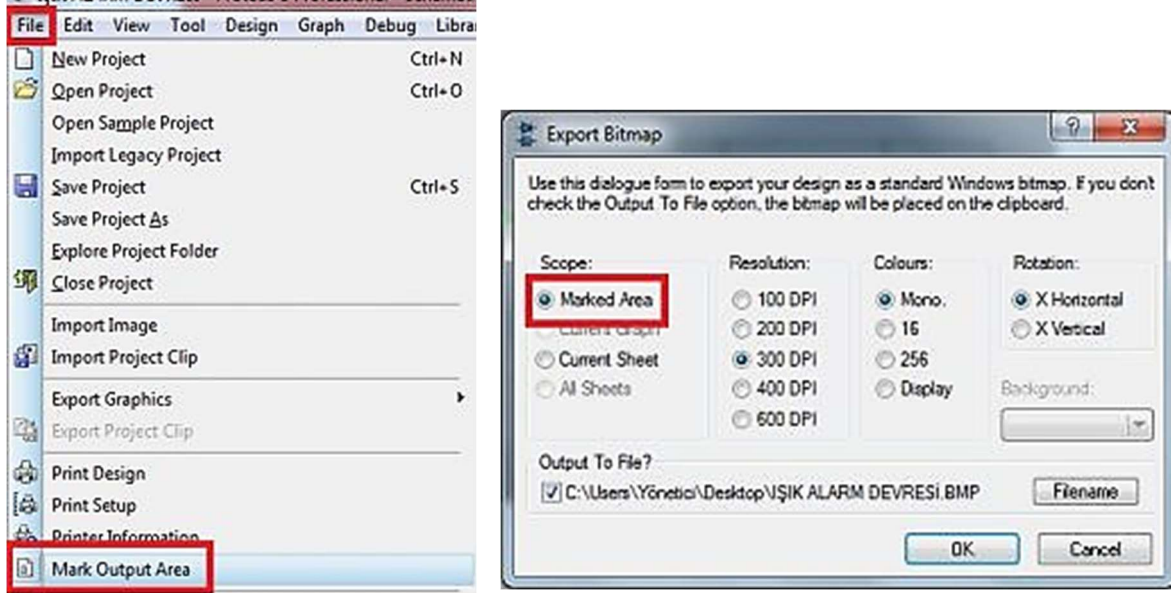 File Edit View Tool Design Graph Debug Libra
New Project Ctrl+N
Open Project Ctrl+O
Open Sample Project
Import Legacy Project
Save Project Ctrl+S
Save Project As
Explore Project Folder
Close Project
Import Image
Import Project Clip
Export Graphics
Export Project Clip
Print Design
Print Setup
Printer Information
Mark Output Area
Export Bitmap
Use this dialogue form to export your design as a standard Windows bitmap. If you don't
check the Output To File option, the bitmap will be placed on the clipboard.
Scope:
Marked Area
Current Graph
Current Sheet
All Sheets
Resolution:
100 DPI
200 DPI
300 DPI
400 DPI
600 DPI
Colours:
Mono.
16
256
Display
Rotation:
X Horizontal
X Vertical
Background:
Output To File?
C:\Users\Yönetici\Desktop\IŞIK ALARM DEVRESİ.BMP
Filename
OK
Cancel